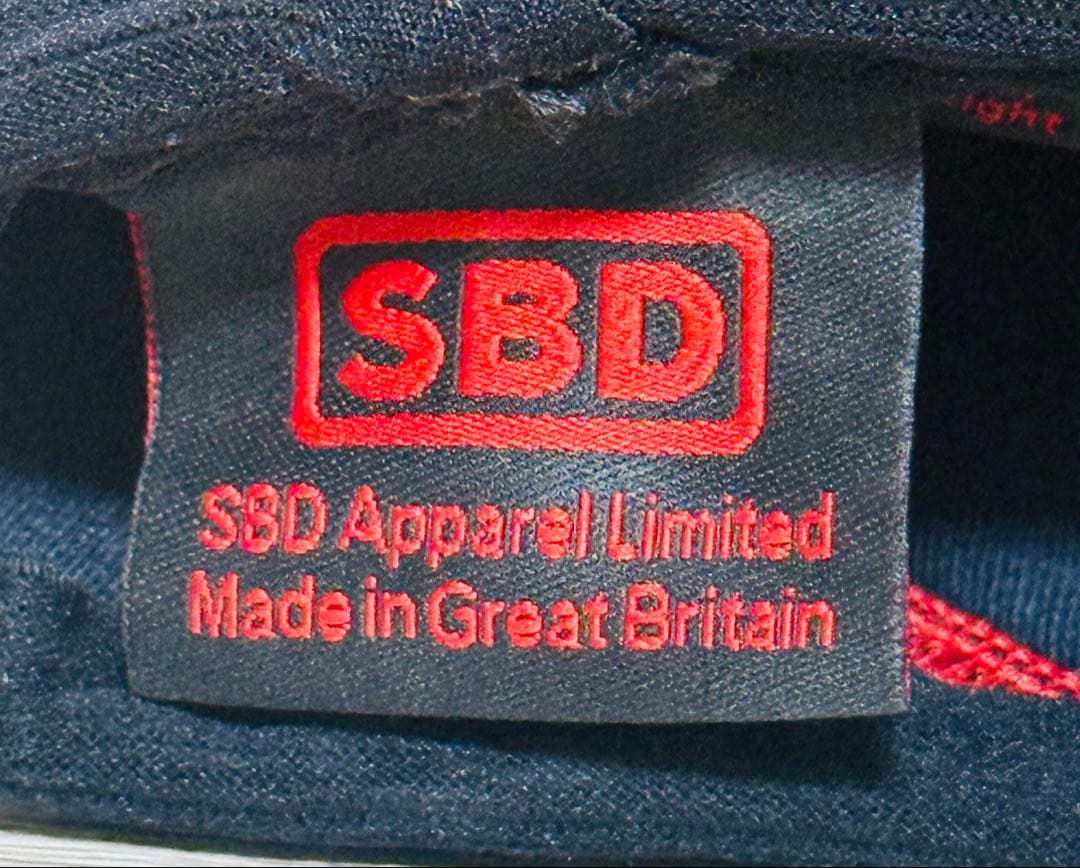 SBD
SBD Apparel Limited
Made in Great Britain